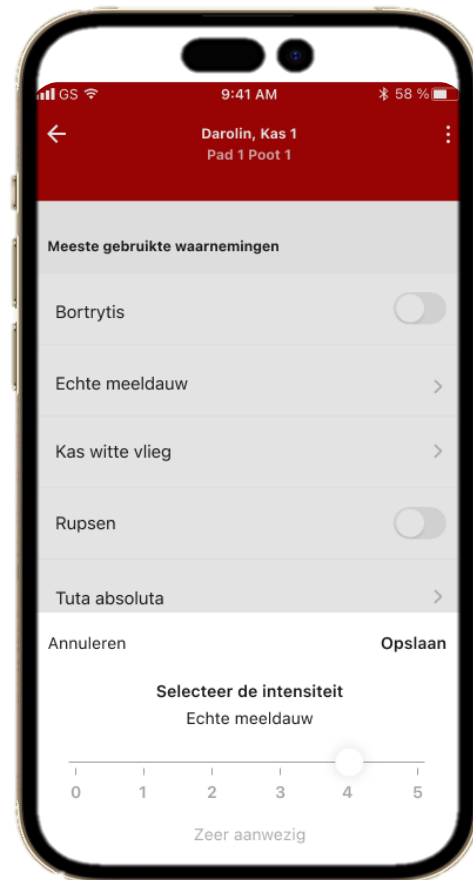 GS 9:41 AM 58 %
Darolin, Kas 1
Pad 1 Poot 1
Meeste gebruikte waarnemingen
Bortrytis
Echte meeldauw
Kas witte vlieg
Rupsen
Tuta absoluta
Annuleren Opslaan
Selecteer de intensiteit
Echte meeldauw
0 1 2 3 4 5
Zeer aanwezig